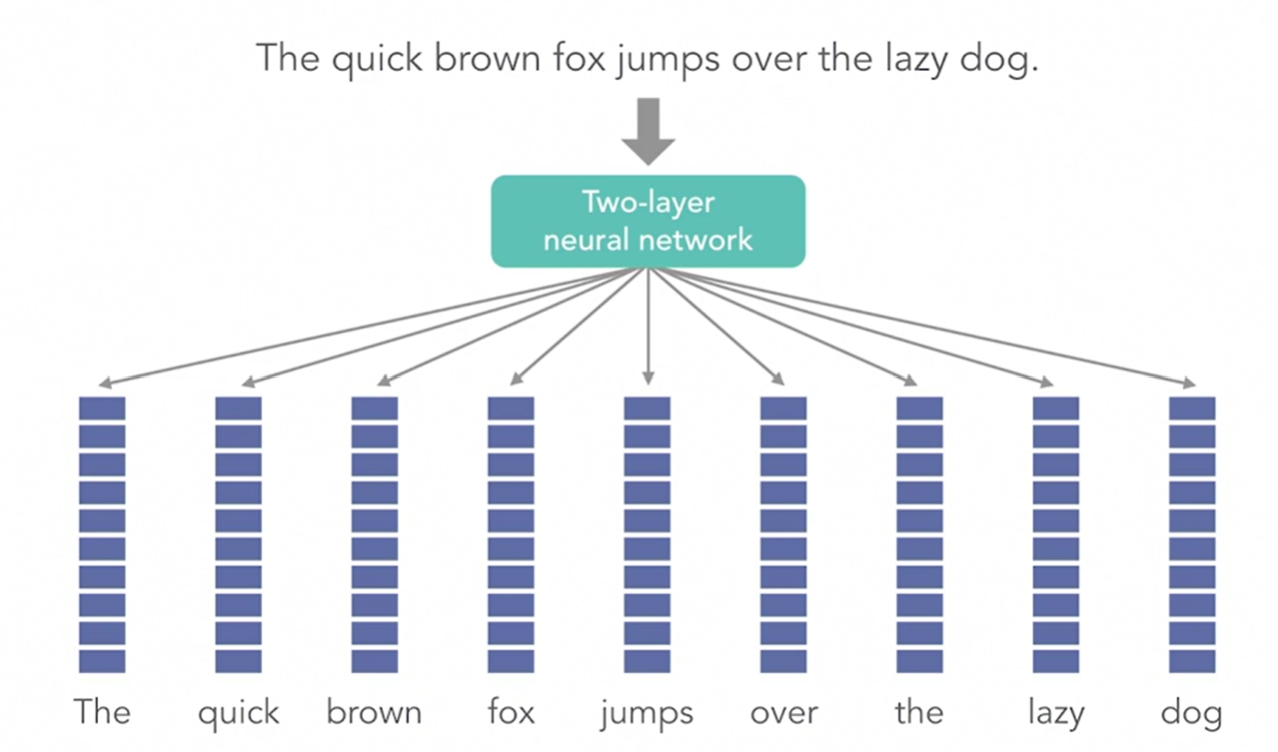 The quick brown fox jumps over the lazy dog.
Two-layer
neural network
The quick brown fox jumps over the lazy dog